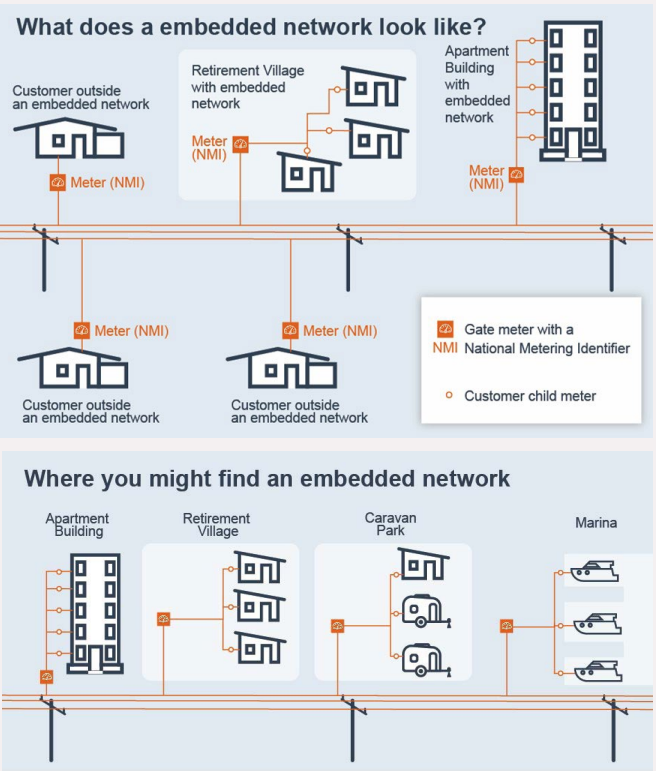 What does a embedded network look like?
Customer outside
an embedded network
Meter (NMI)
Retirement Village
with embedded
network
Meter
(NMI)
Apartment
Building
with
embedded
network
Meter
(NMI)
Meter (NMI)
Customer outside
an embedded network
Meter (NMI)
Customer outside
an embedded network
Gate meter with a
NMI National Metering Identifier
Customer child meter
Where you might find an embedded network
Apartment
Building
Retirement
Village
Caravan
Park
Marina